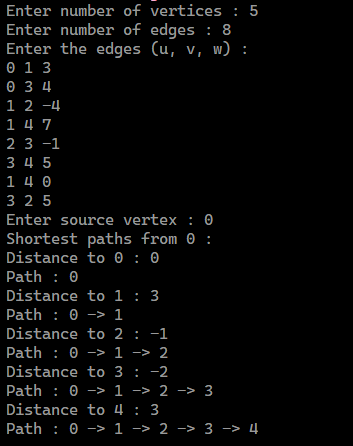 Enter number of vertices : 5
Enter number of edges : 8
Enter the edges (u, v, w) :
0 1 3
0 3 4
1 2 -4
1 4 7
2 3 -1
3 4 5
1 4 0
3 2 5
Enter source vertex : 0
Shortest paths from 0 :
Distance to 0 : 0
Path : 0
Distance to 1 : 3
Path : 0 -> 1
Distance to 2 : -1
Path : 0 -> 1 -> 2
Distance to 3 : -2
Path : 0 -> 1 -> 2 -> 3
Distance to 4 : 3
Path : 0 -> 1 -> 2 -> 3 -> 4